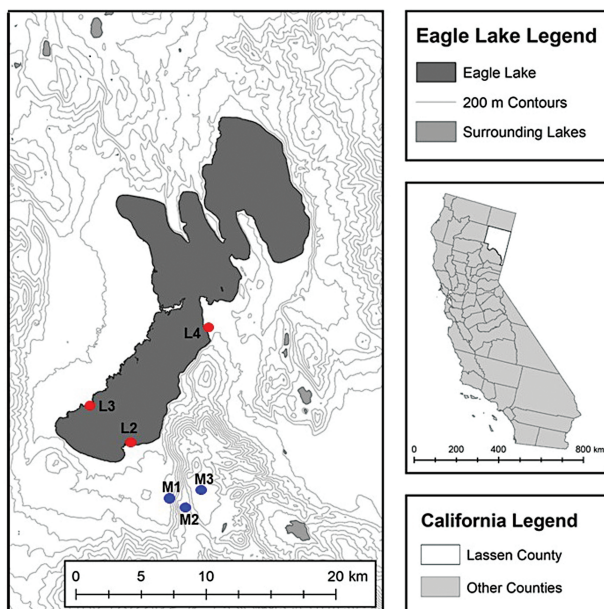 L4
L3
L2
M1
M3
M2
0 5 10 20 km
Eagle Lake Legend
Eagle Lake
200 m Contours
Surrounding Lakes
0 200 400 600 800 km
California Legend
Lassen County
Other Counties